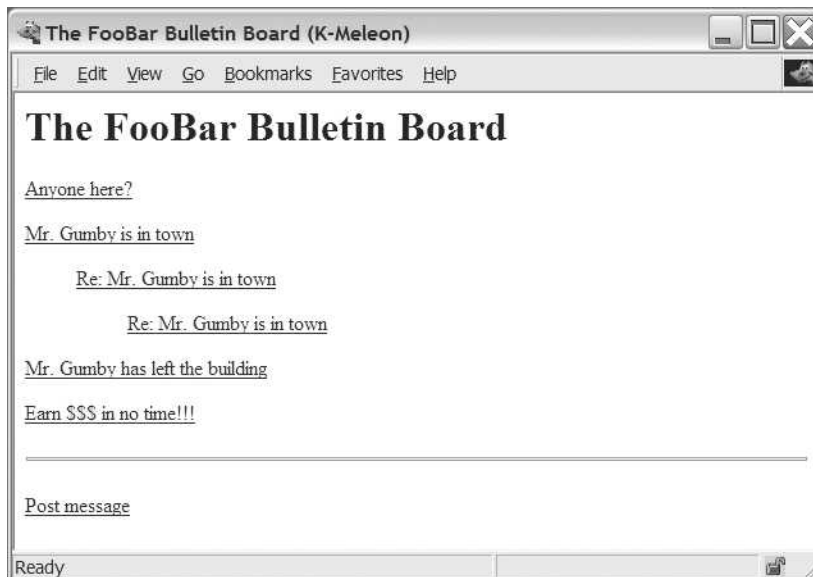 The FooBar Bulletin Board (K-Meleon)
File Edit View Go Bookmarks Favorites Help
The FooBar Bulletin Board
Anyone here?
Mr. Gumby is in town
Re: Mr. Gumby is in town
Re: Mr. Gumby is in town
Mr. Gumby has left the building
Earn $$$ in no time!!!
Post message
Ready